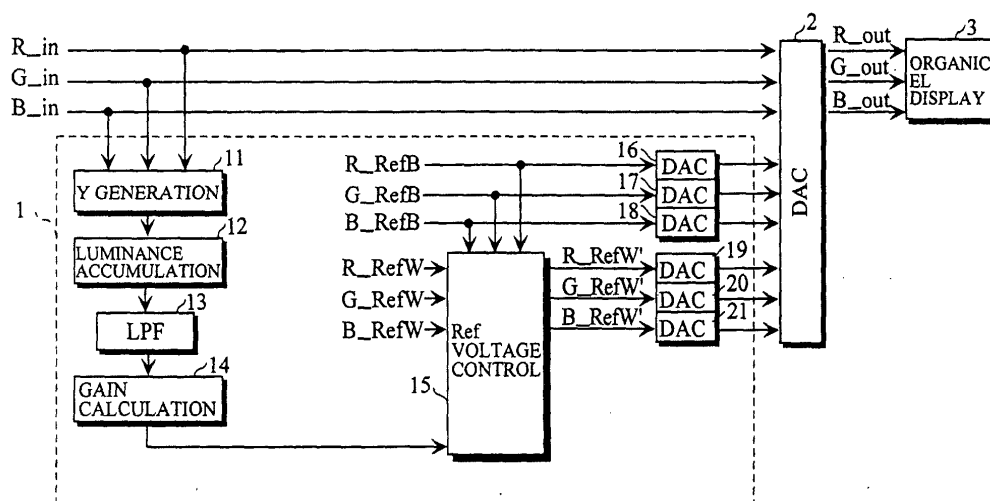 2
3
R_in
R_out
ORGANIC
EL
DISPLAY
G_in
G_out
B_in
B_out
DAC
1
11
Y GENERATION
12
LUMINANCE
ACCUMULATION
13
LPF
14
GAIN
CALCULATION
R_RefB
G_RefB
B_RefB
16
DAC
17
DAC
18
DAC
R_RefW
G_RefW
B_RefW
Ref
VOLTAGE
CONTROL
15
R_RefW'
G_RefW'
B_RefW'
19
DAC
20
DAC
21
DAC